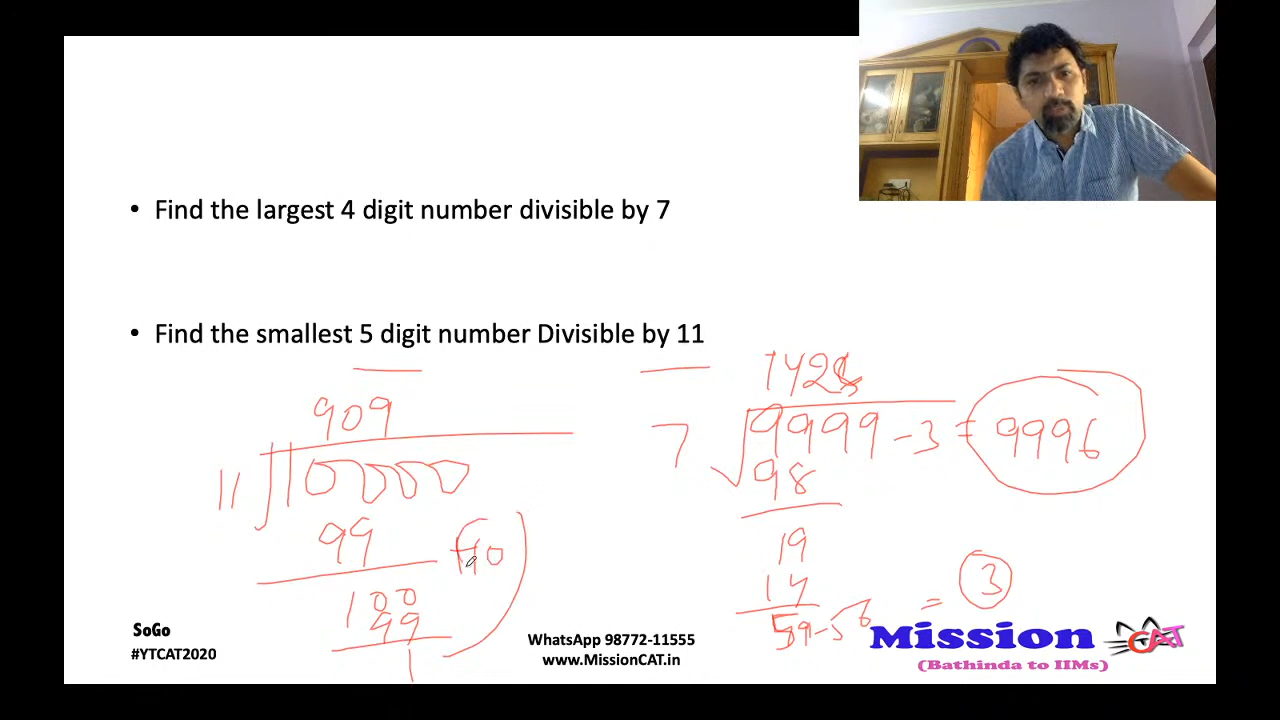 • Find the largest 4 digit number divisible by 7
• Find the smallest 5 digit number Divisible by 11
909
11 10000
99
+10
100
99
1
1428
7 9999 - 3 = 9996
98
19
14
59-56 = 3
SoGo
#YTCAT2020
WhatsApp 98772-11555
www.MissionCAT.in
Mission CAT
(Bathinda to IIMs)